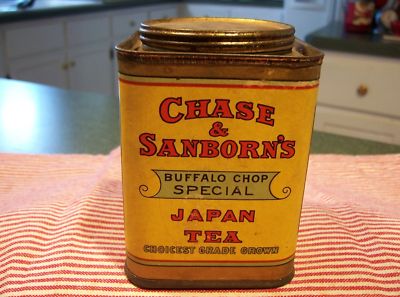 CHASE
&
SANBORN'S
BUFFALO CHOP
SPECIAL
JAPAN
TEA
CHOICEST GRADE GROWN